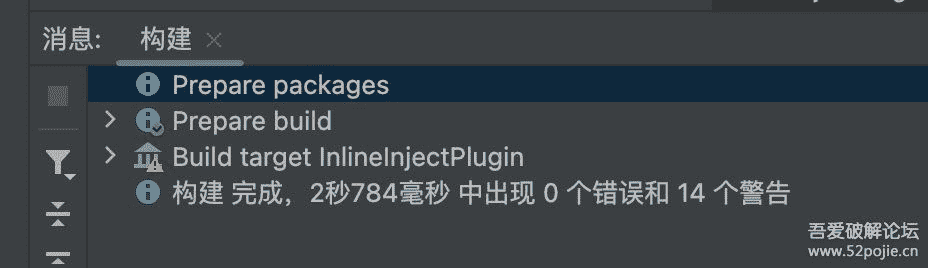 消息: 构建
Prepare packages
Prepare build
Build target InlineInjectPlugin
构建 完成，2秒784毫秒 中出现 0 个错误和 14 个警告
吾爱破解论坛
www.52pojie.cn